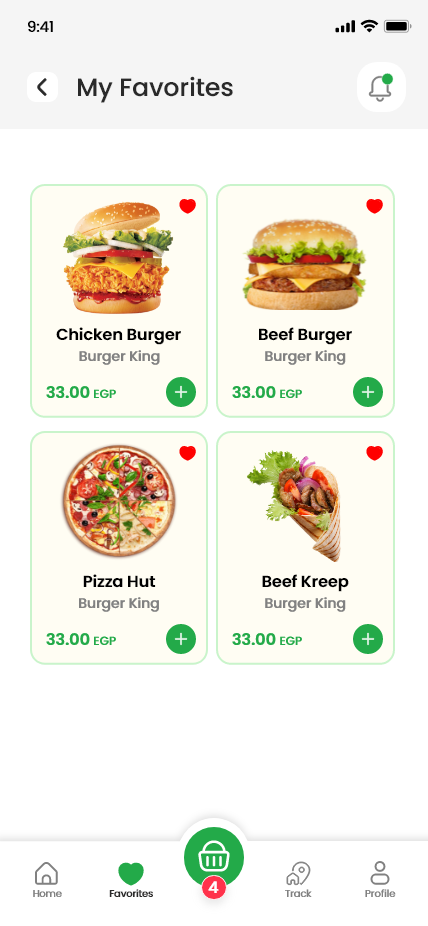 9:41
My Favorites
Chicken Burger
Burger King
33.00 EGP
Beef Burger
Burger King
33.00 EGP
Pizza Hut
Burger King
33.00 EGP
Beef Kreep
Burger King
33.00 EGP
4
Home
Favorites
Track
Profile